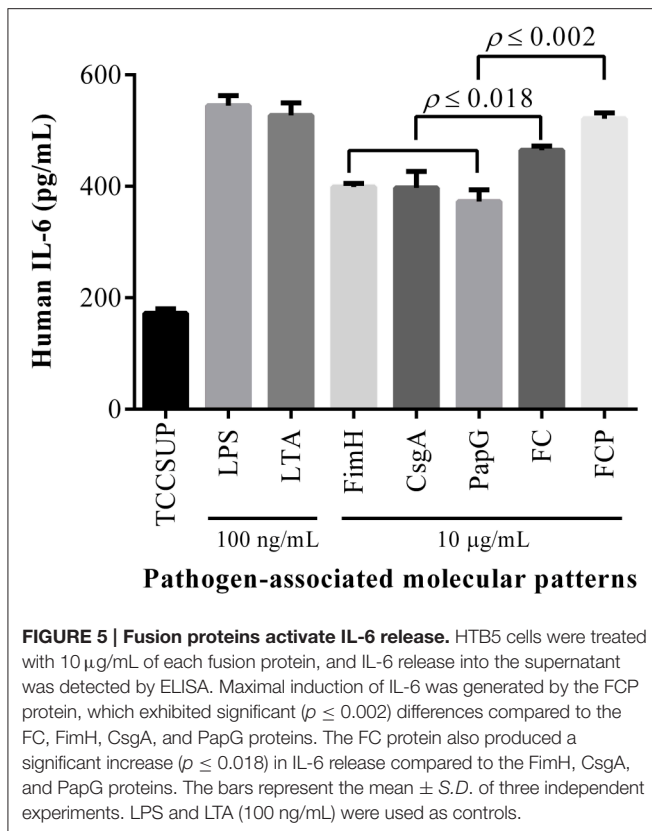 ρ ≤ 0.002
ρ ≤ 0.018
Human IL-6 (pg/mL)
600
400
200
0
TCCSUP
LPS
LTA
FimH
CsgA
PapG
FC
FCP
100 ng/mL
10 μg/mL
Pathogen-associated molecular patterns
FIGURE 5 | Fusion proteins activate IL-6 release. HTB5 cells were treated
with 10 μg/mL of each fusion protein, and IL-6 release into the supernatant
was detected by ELISA. Maximal induction of IL-6 was generated by the FCP
protein, which exhibited significant (p ≤ 0.002) differences compared to the
FC, FimH, CsgA, and PapG proteins. The FC protein also produced a
significant increase (p ≤ 0.018) in IL-6 release compared to the FimH, CsgA,
and PapG proteins. The bars represent the mean ± S.D. of three independent
experiments. LPS and LTA (100 ng/mL) were used as controls.